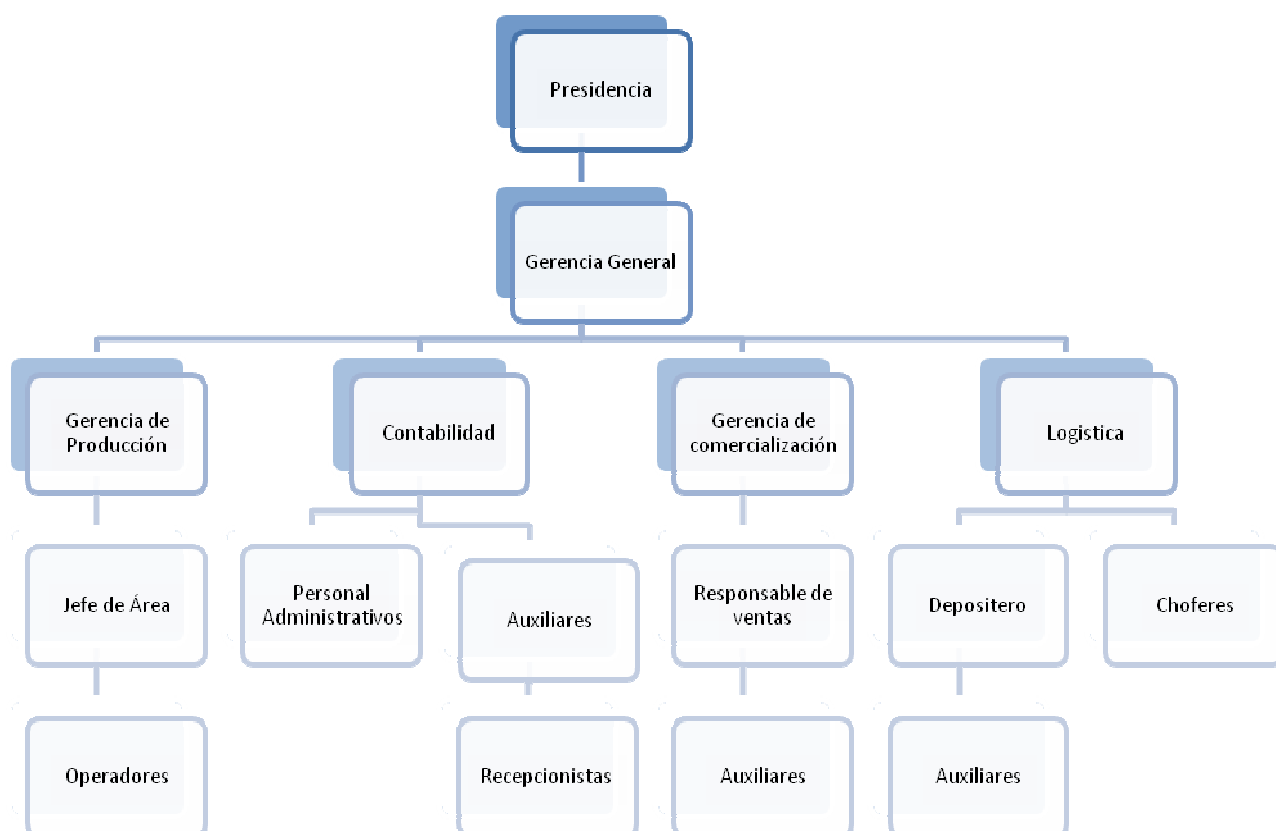 Presidencia
Gerencia General
Gerencia de
Producción
Contabilidad
Gerencia de
comercialización
Logistica
Jefe de Área
Personal
Administrativos
Auxiliares
Responsable de
ventas
Depositero
Choferes
Operadores
Recepcionistas
Auxiliares
Auxiliares